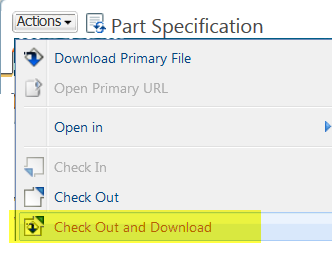 Actions
Part Specification
Download Primary File
Open Primary URL
Open in
Check In
Check Out
Check Out and Download